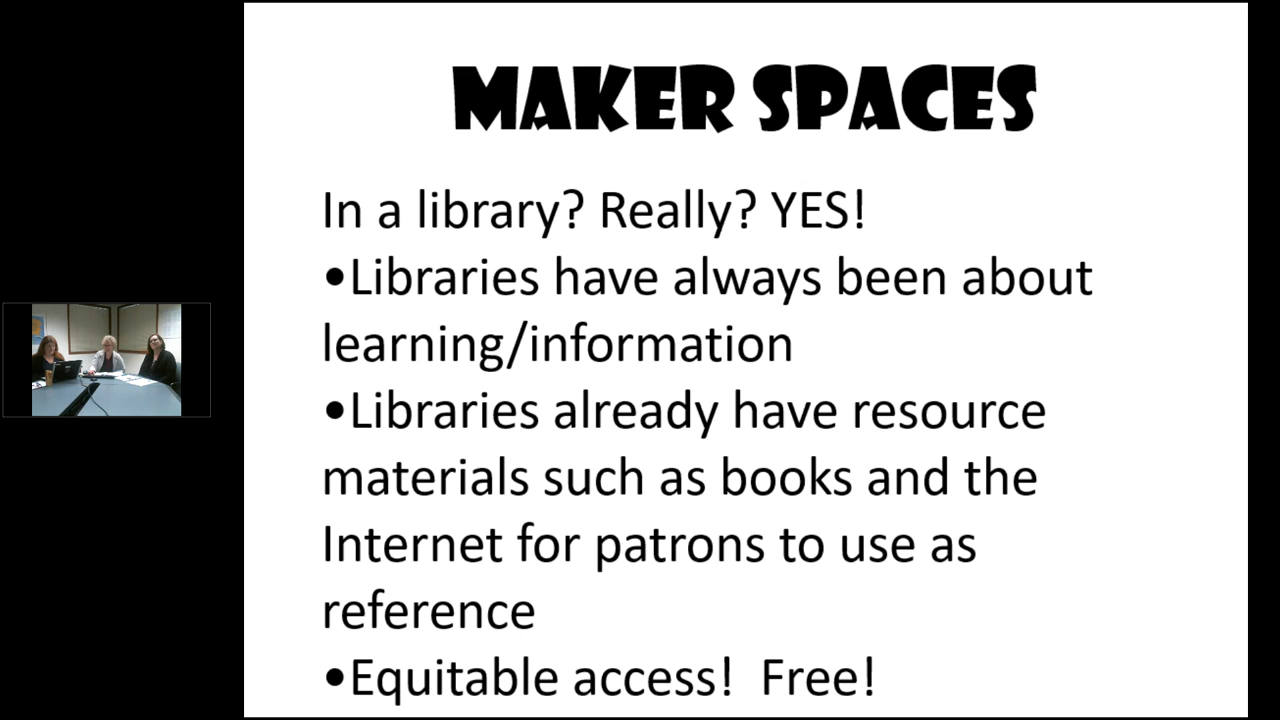 MAKER SPACES
In a library? Really? YES!
•Libraries have always been about
learning/information
•Libraries already have resource
materials such as books and the
Internet for patrons to use as
reference
•Equitable access!  Free!